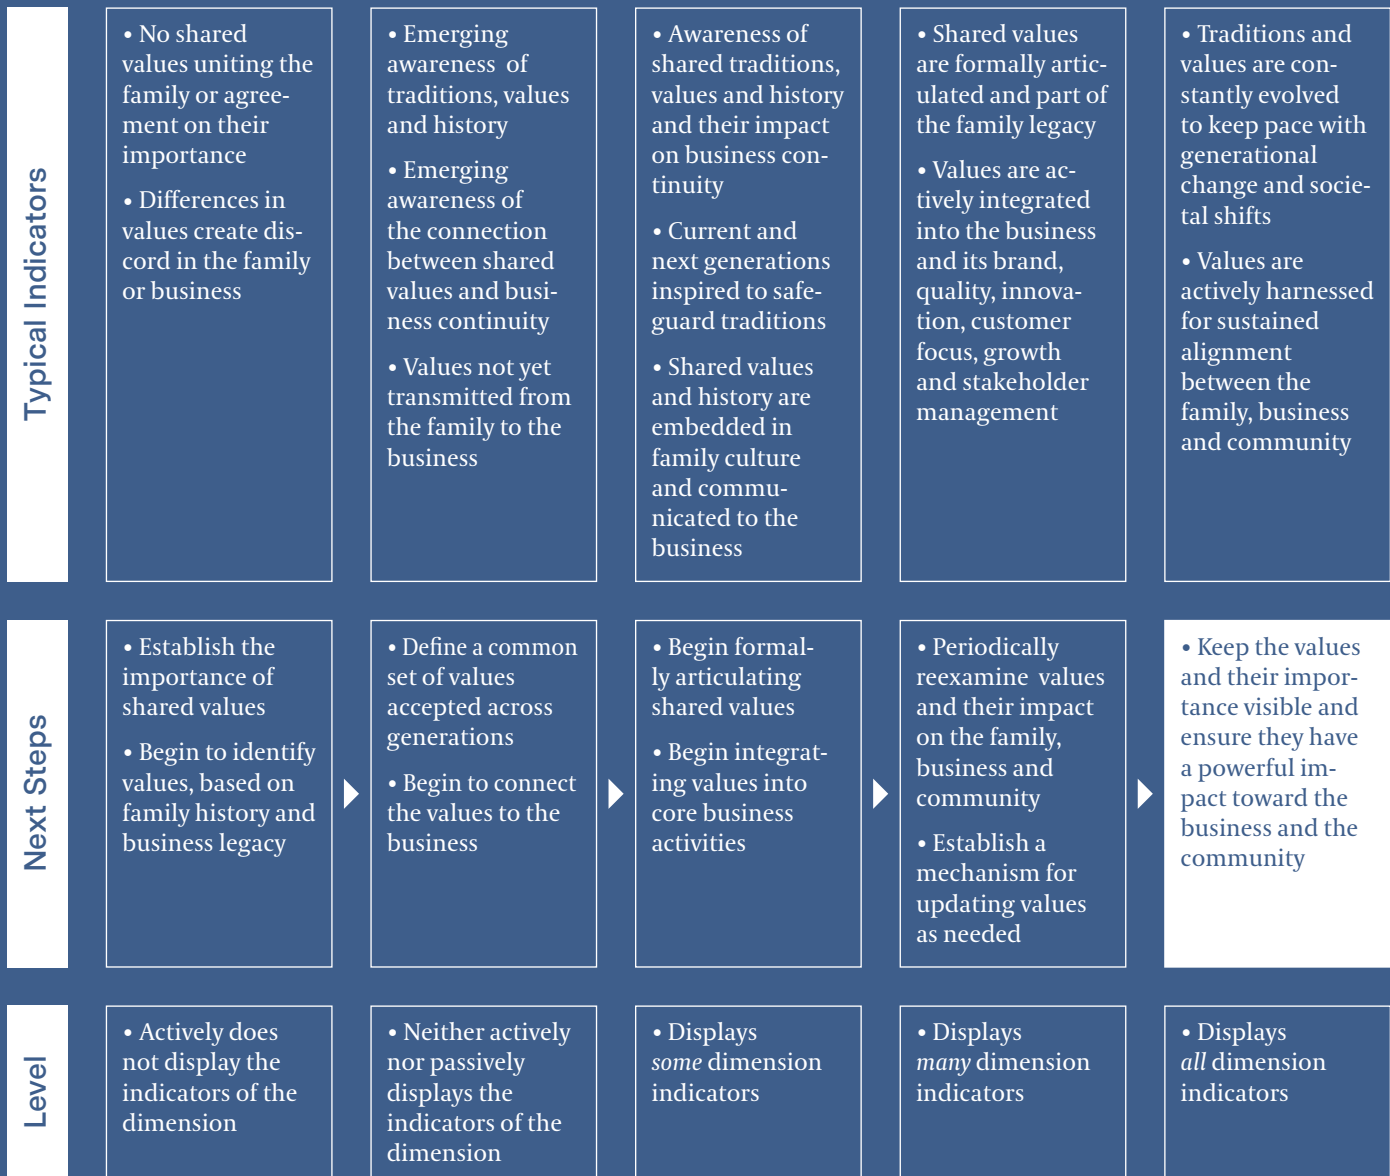 Typical Indicators
• No shared
values uniting the
family or agree-
ment on their
importance
• Differences in
values create dis-
cord in the family
or business
• Emerging
awareness of
traditions, values
and history
• Emerging
awareness of
the connection
between shared
values and busi-
ness continuity
• Values not yet
transmitted from
the family to the
business
• Awareness of
shared traditions,
values and history
and their impact
on business con-
tinuity
• Current and
next generations
inspired to safe-
guard traditions
• Shared values
and history are
embedded in
family culture
and commu-
nicated to the
business
• Shared values
are formally artic-
ulated and part of
the family legacy
• Values are ac-
tively integrated
into the business
and its brand,
quality, innova-
tion, customer
focus, growth
and stakeholder
management
• Traditions and
values are con-
stantly evolved
to keep pace with
generational
change and socie-
tal shifts
• Values are
actively harnessed
for sustained
alignment
between the
family, business
and community
Next Steps
• Establish the
importance of
shared values
• Begin to identify
values, based on
family history and
business legacy
• Define a common
set of values
accepted across
generations
• Begin to connect
the values to the
business
• Begin formal-
ly articulating
shared values
• Begin integrat-
ing values into
core business
activities
• Periodically
reexamine values
and their impact
on the family,
business and
community
• Establish a
mechanism for
updating values
as needed
• Keep the values
and their impor-
tance visible and
ensure they have
a powerful im-
pact toward the
business and the
community
Level
• Actively does
not display the
indicators of the
dimension
• Neither actively
nor passively
displays the
indicators of the
dimension
• Displays
some dimension
indicators
• Displays
many dimension
indicators
• Displays
all dimension
indicators